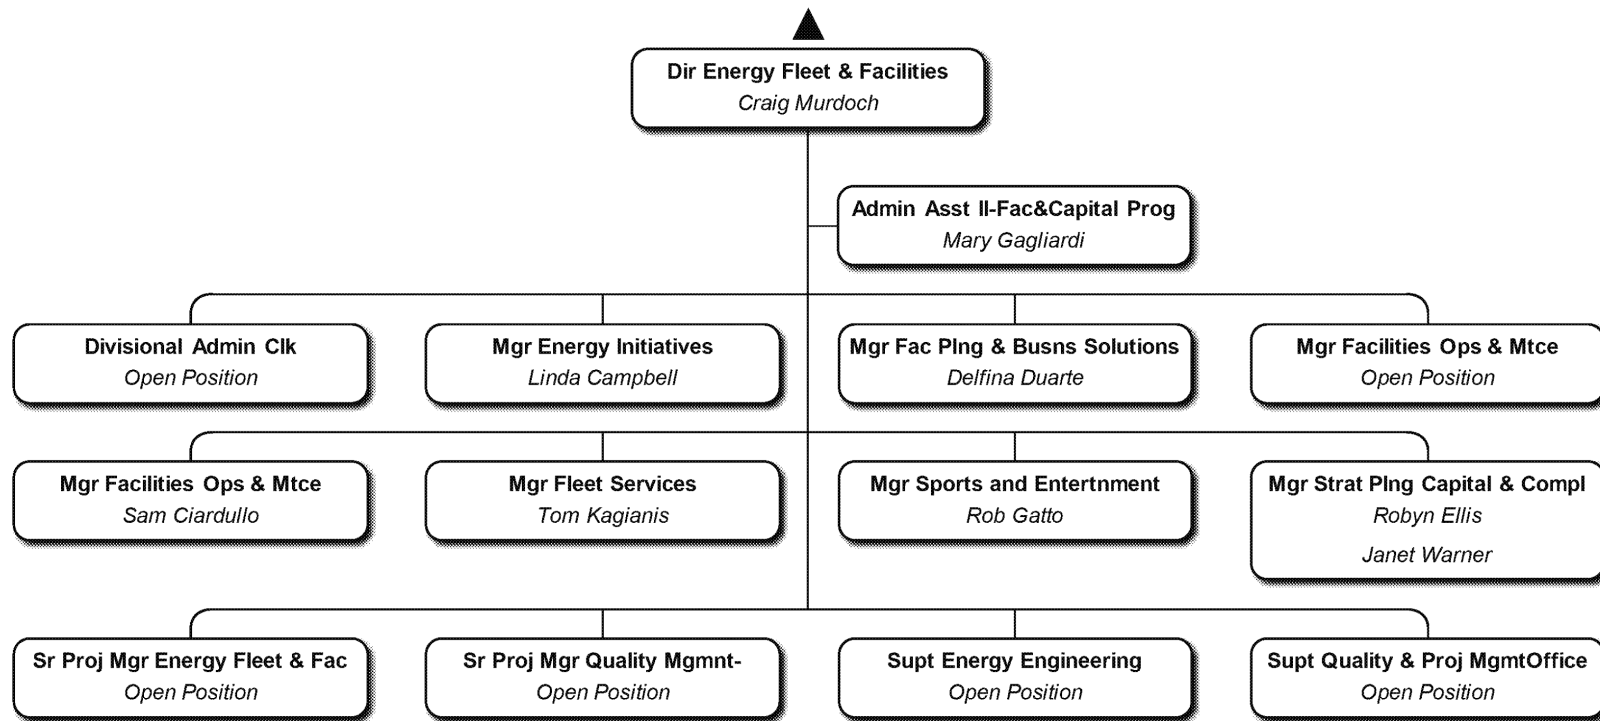 Dir Energy Fleet & Facilities
Craig Murdoch
Admin Asst II-Fac&Capital Prog
Mary Gagliardi
Divisional Admin Clk
Open Position
Mgr Energy Initiatives
Linda Campbell
Mgr Fac Plng & Busns Solutions
Delfina Duarte
Mgr Facilities Ops & Mtce
Open Position
Mgr Facilities Ops & Mtce
Sam Ciardullo
Mgr Fleet Services
Tom Kagianis
Mgr Sports and Entertnment
Rob Gatto
Mgr Strat Plng Capital & Compl
Robyn Ellis
Janet Warner
Sr Proj Mgr Energy Fleet & Fac
Open Position
Sr Proj Mgr Quality Mgmnt-
Open Position
Supt Energy Engineering
Open Position
Supt Quality & Proj MgmtOffice
Open Position